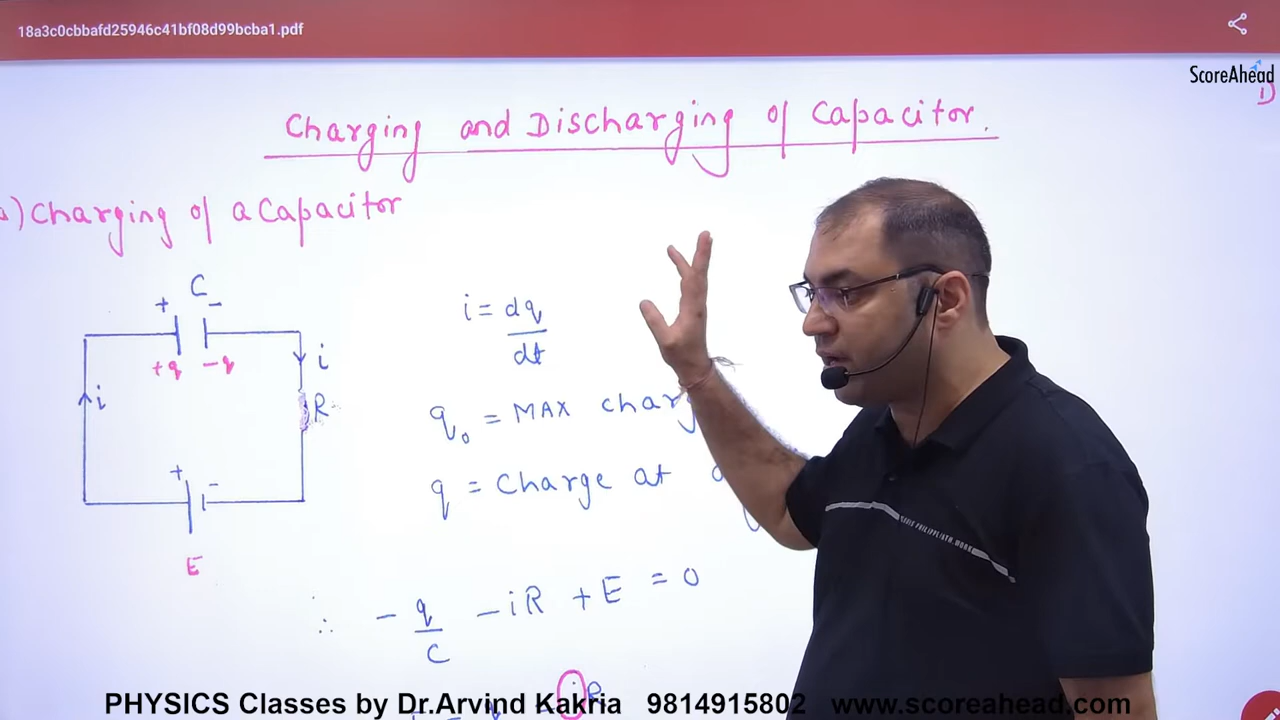 18a3c0cbbafd25946c41bf08d99bcba1.pdf
ScoreAhead
Charging and Discharging of Capacitor.
a) Charging of a Capacitor
C
+ -
+q -q
i
i
R
+ -
E
i = dq/dt
q₀ = MAX
q = Charge at
∴ -q/C - iR + E = 0
iR
PHYSICS Classes by Dr.Arvind Kakria 9814915802 www.scoreahead.com